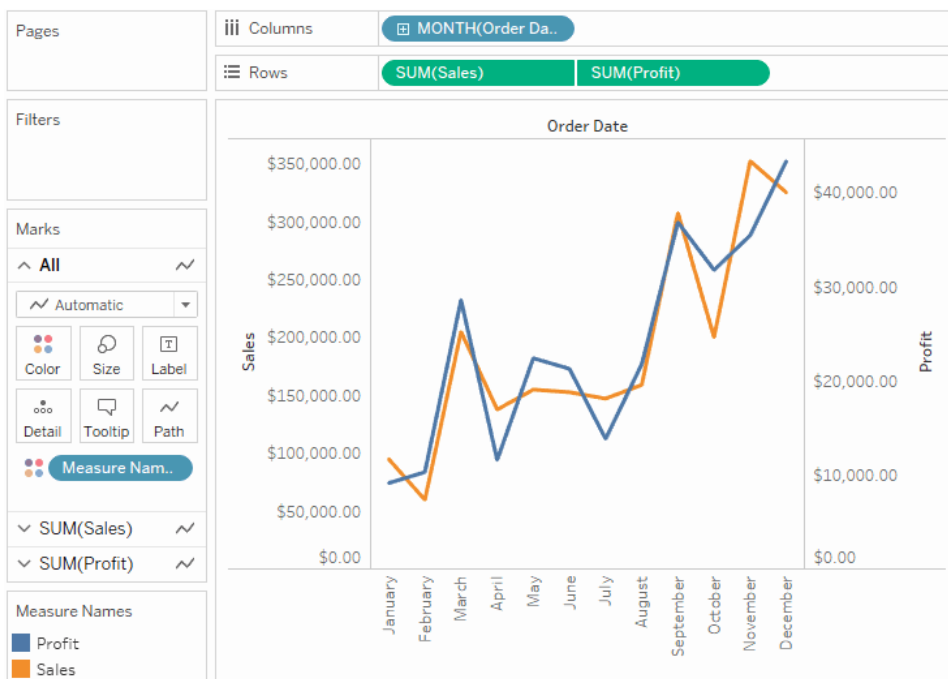 Pages
Columns
MONTH(Order Da..
Rows
SUM(Sales)
SUM(Profit)
Filters
Marks
All
Automatic
Color
Size
T
Label
Detail
Tooltip
Path
Measure Nam..
SUM(Sales)
SUM(Profit)
Measure Names
Profit
Sales
Order Date
Sales
$350,000.00
$300,000.00
$250,000.00
$200,000.00
$150,000.00
$100,000.00
$50,000.00
$0.00
$40,000.00
$30,000.00
$20,000.00
$10,000.00
$0.00
Profit
January
February
March
April
May
June
July
August
September
October
November
December